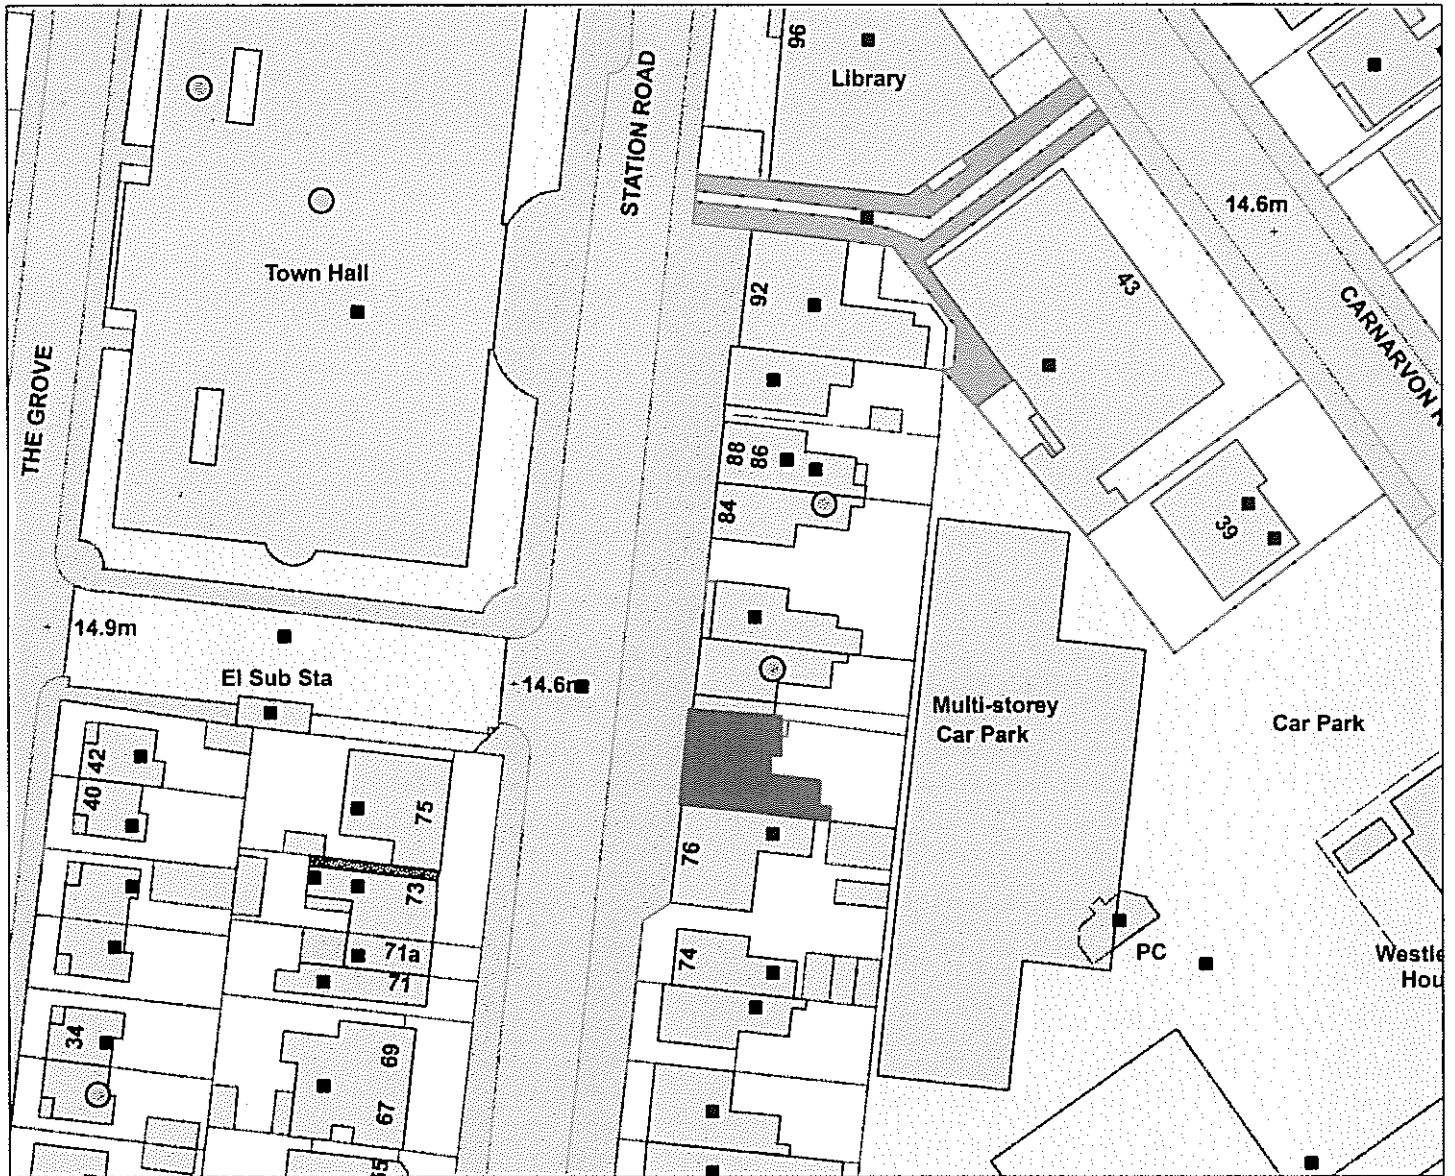 96
Library
STATION ROAD
14.6m
Town Hall
43
92
CARNARVON
THE GROVE
88
86
84
39
14.9m
El Sub Sta
14.6m
Multi-storey
Car Park
Car Park
42
40
75
76
73
71a
71
PC
74
34
69
67